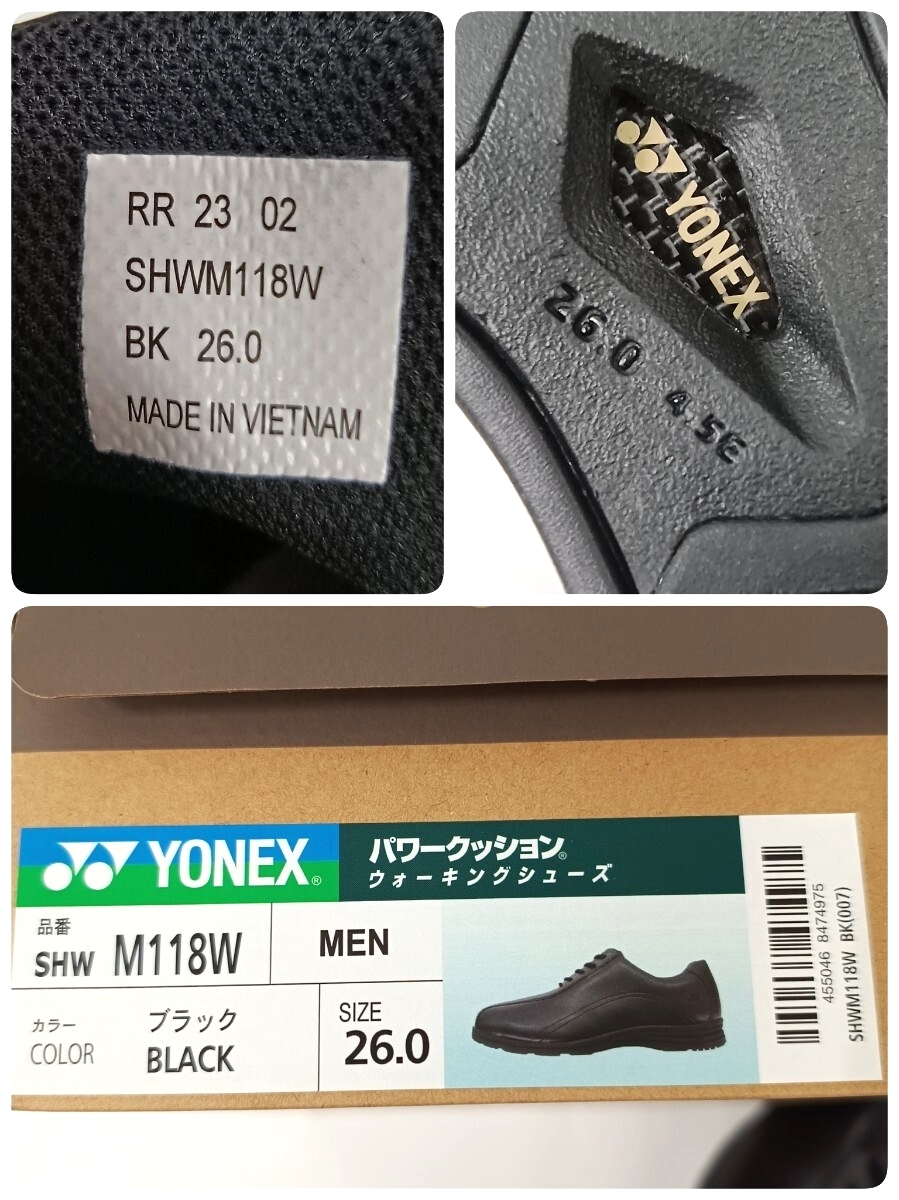 RR 23 02
SHWM118W
BK 26.0
MADE IN VIETNAM
YONEX
26.0 4.5E
YONEX®
パワークッション®
ウォーキングシューズ
品番
SHW M118W
MEN
カラー
COLOR
ブラック
BLACK
SIZE
26.0
455046 8474975
SHWM118W BK(007)